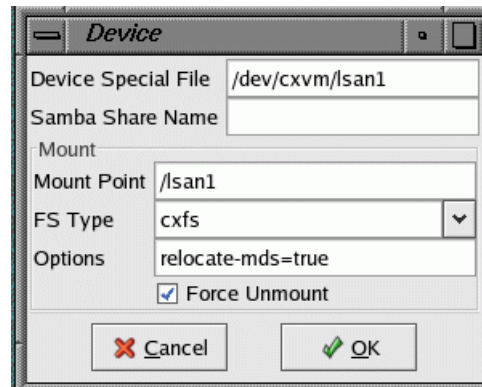 Device
Device Special File /dev/cxvm/lsan1
Samba Share Name
Mount
Mount Point /lsan1
FS Type cxfs
Options relocate-mds=true
Force Unmount
Cancel OK